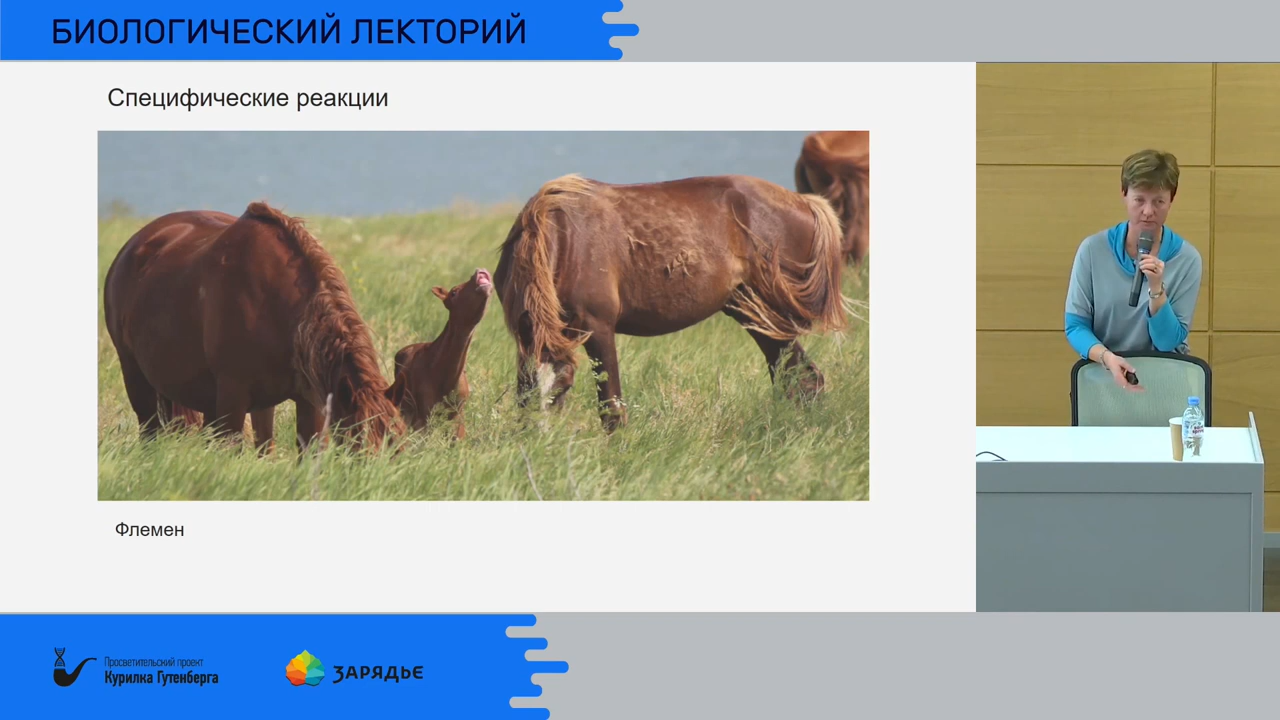 БИОЛОГИЧЕСКИЙ ЛЕКТОРИЙ
Специфические реакции
Флемен
Просветительский проект
Курилка Гутенберга
ЗАРЯДЬЕ